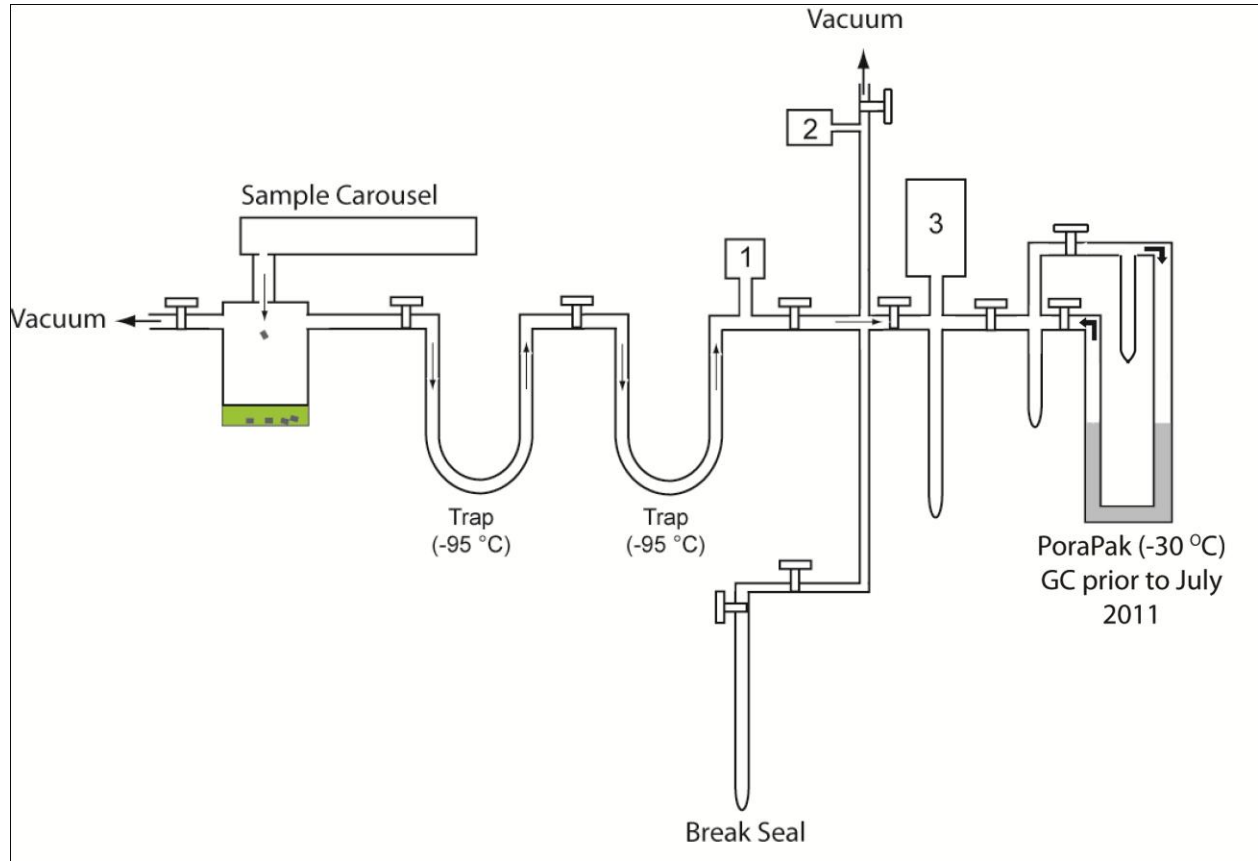 Vacuum
2
Sample Carousel
3
1
Vacuum
Trap
(-95 °C)
Trap
(-95 °C)
PoraPak (-30 ᴼC)
GC prior to July
2011
Break Seal